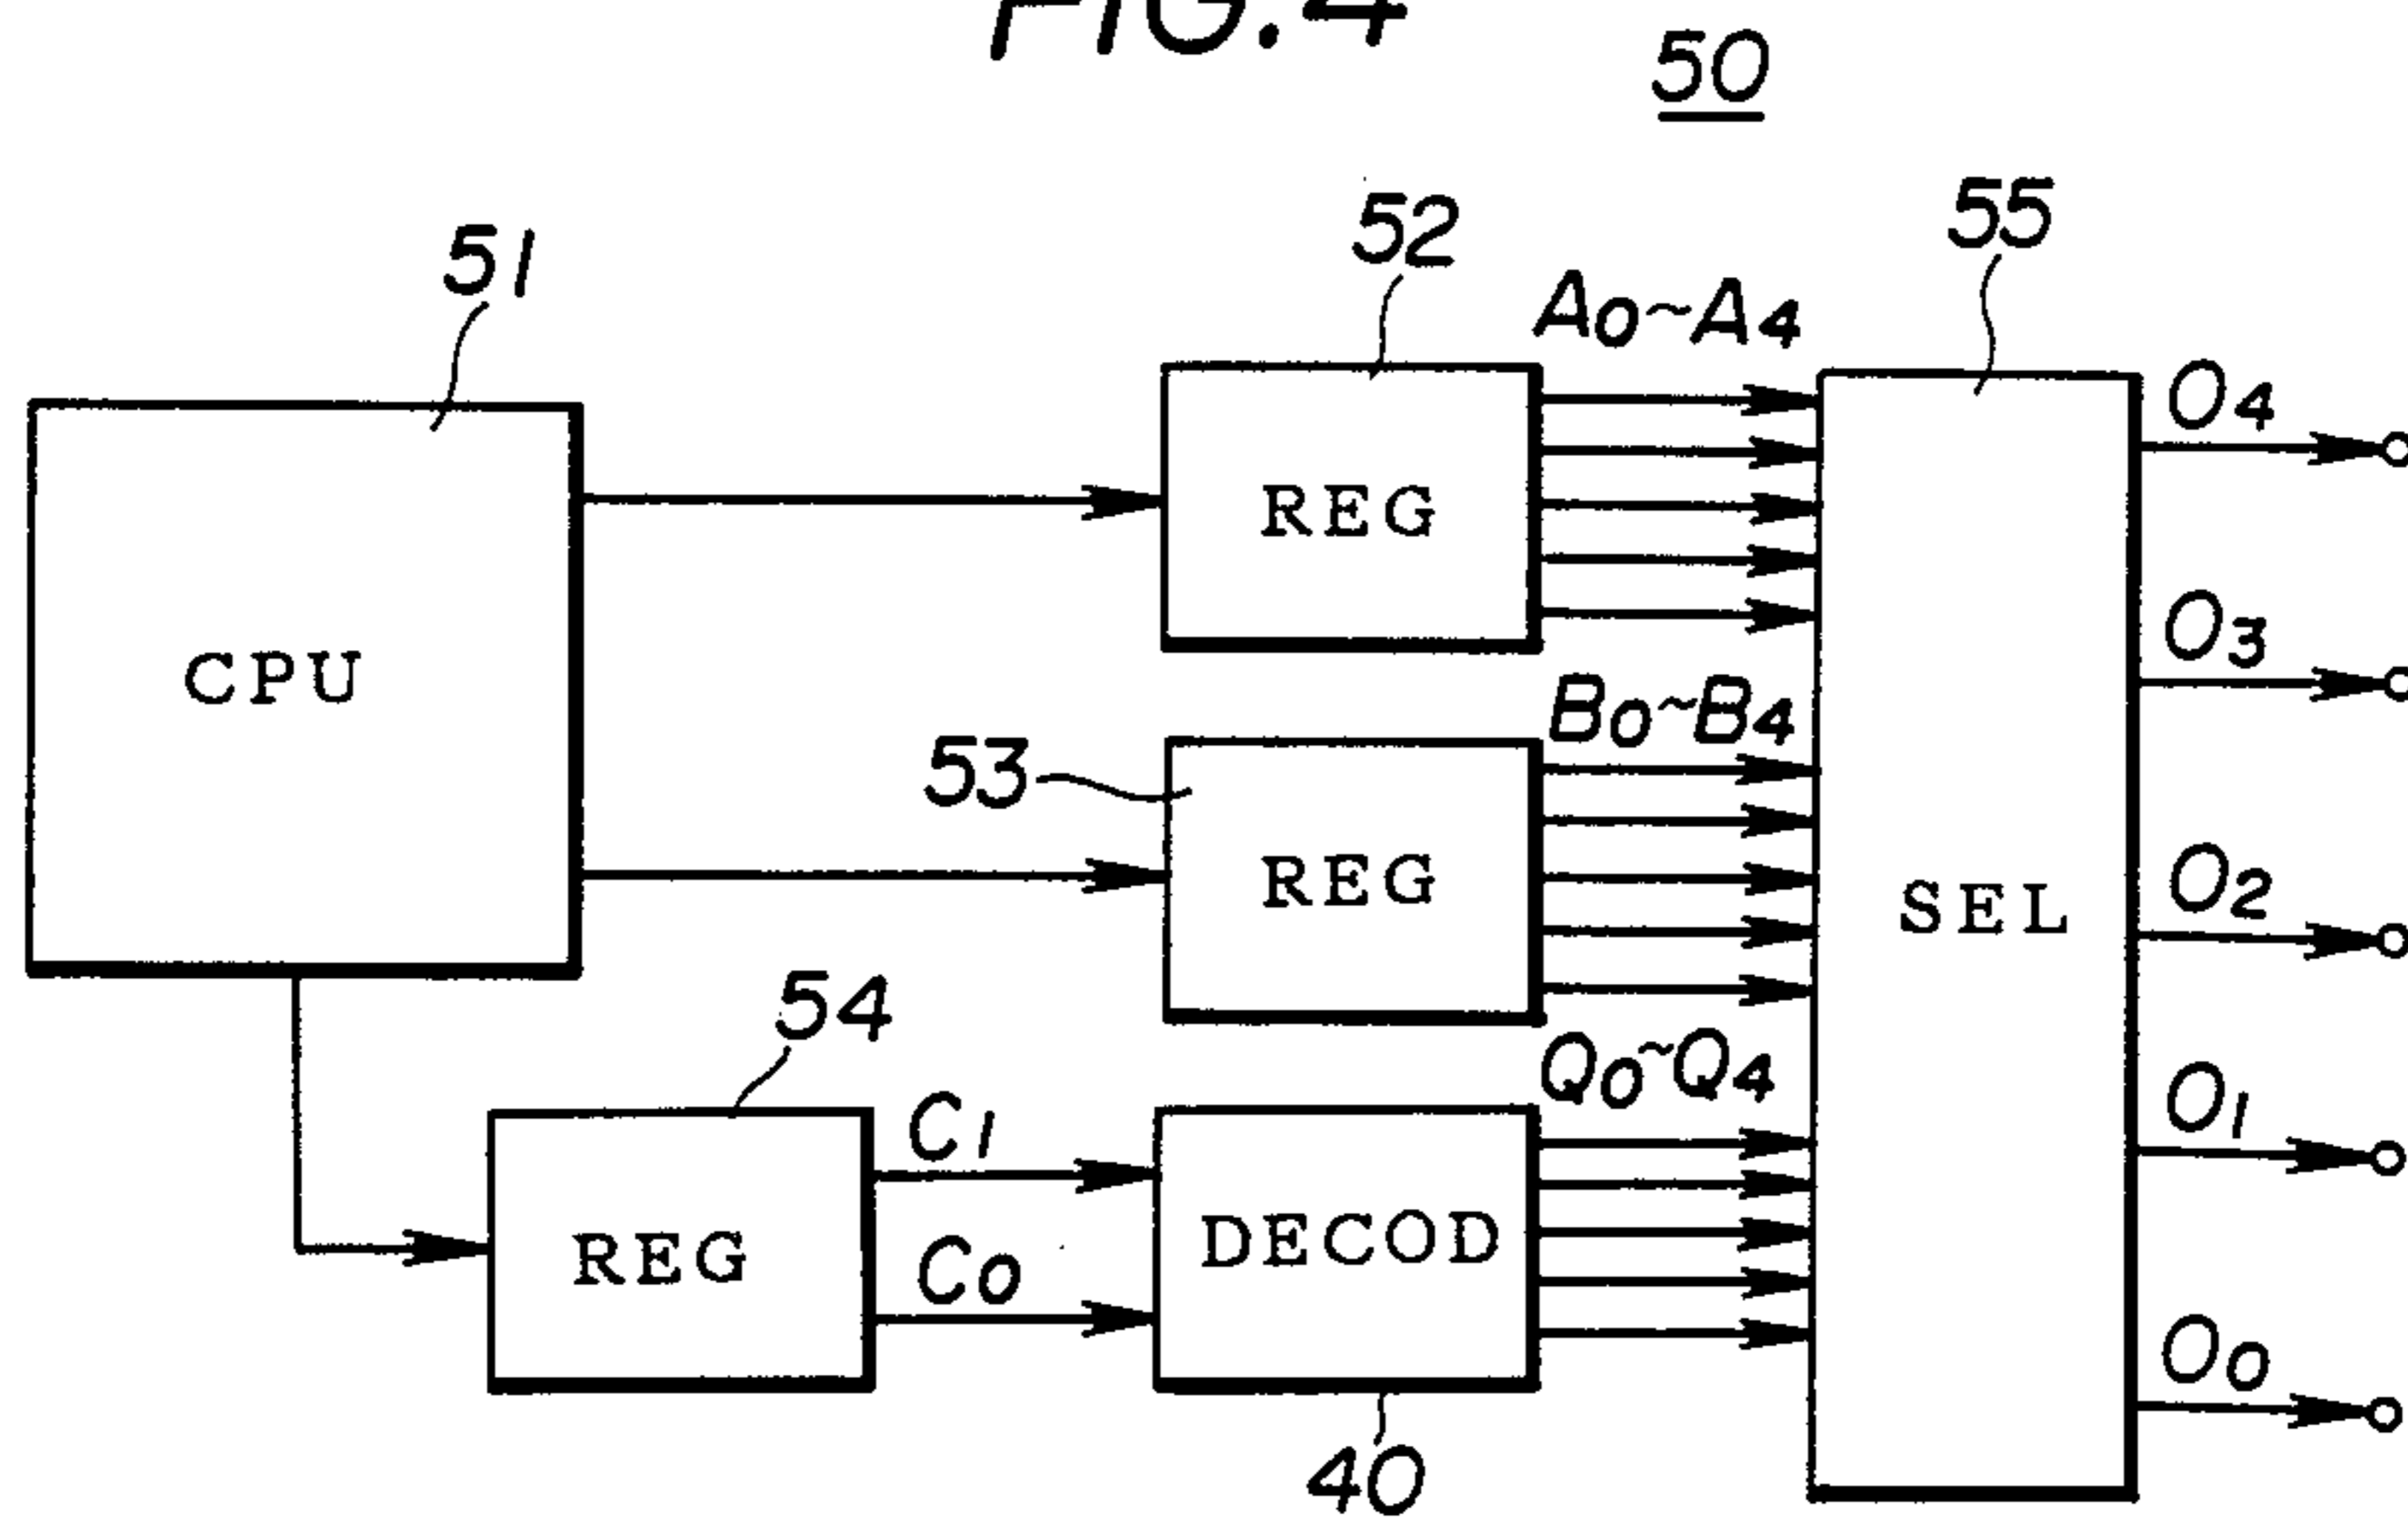 FIG.4
50
51
52
55
A0~A4
O4
REG
O3
CPU
B0~B4
53
REG
O2
SEL
54
Q0~Q4
C1
O1
REG
DECOD
C0
O0
40